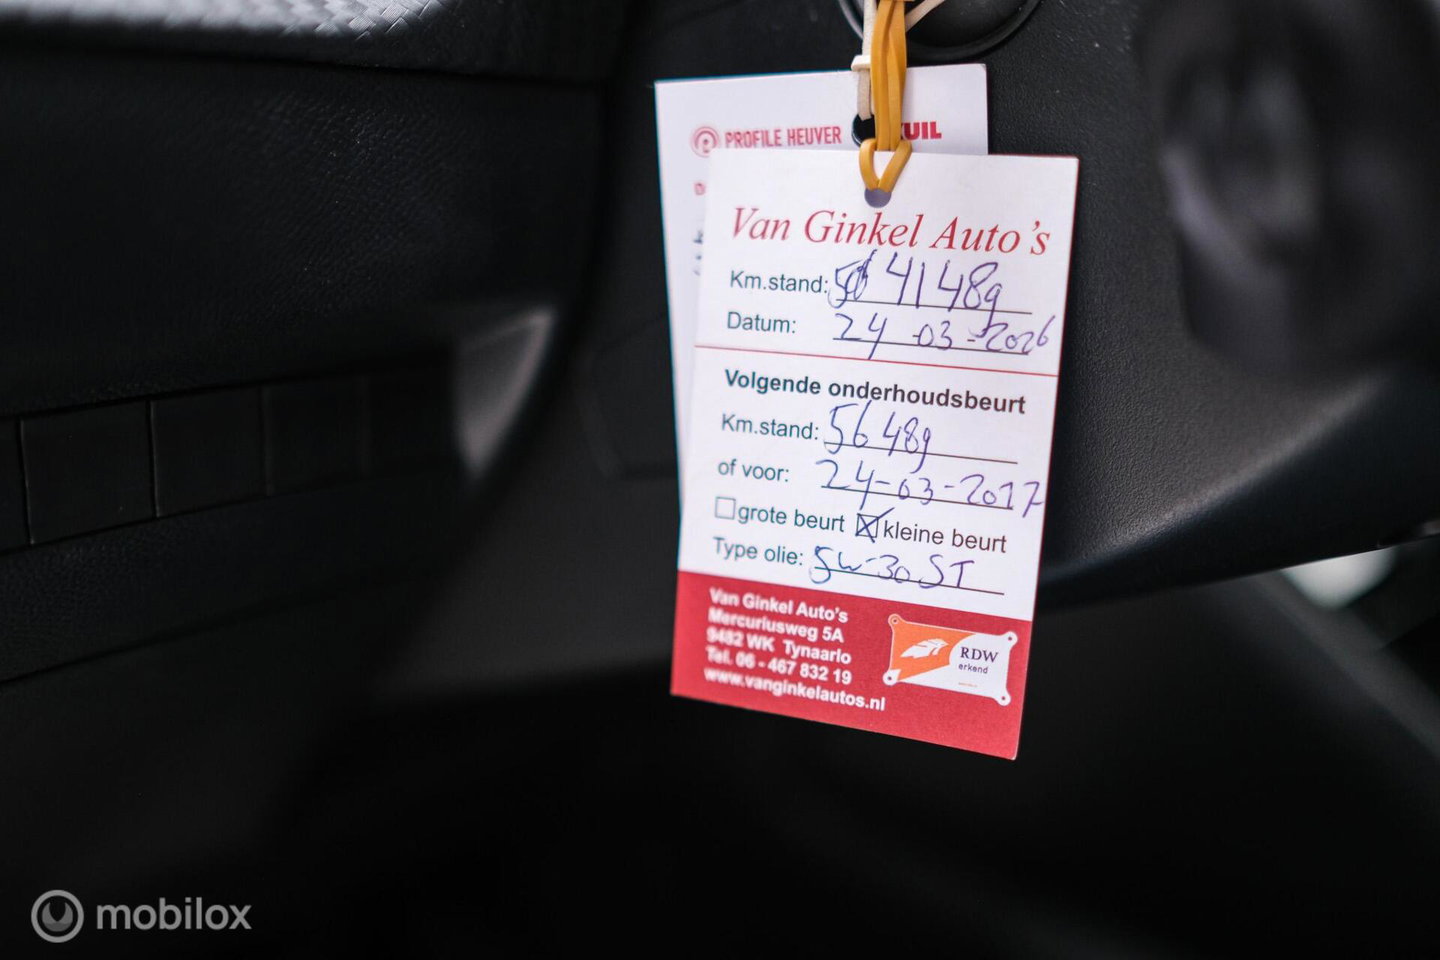 PROFILE HEUVER UIL
Van Ginkel Auto's
Km.stand: 41489
Datum: 24-03-2026
Volgende onderhoudsbeurt
Km.stand: 56489
of voor: 24-03-2027
grote beurt kleine beurt
Type olie: 5W-30 ST
Van Ginkel Auto's
Mercuriusweg 5A
9482 WK Tynaarlo
Tel. 06 - 467 832 19
www.vanginkelautos.nl
RDW
erkend
mobilox